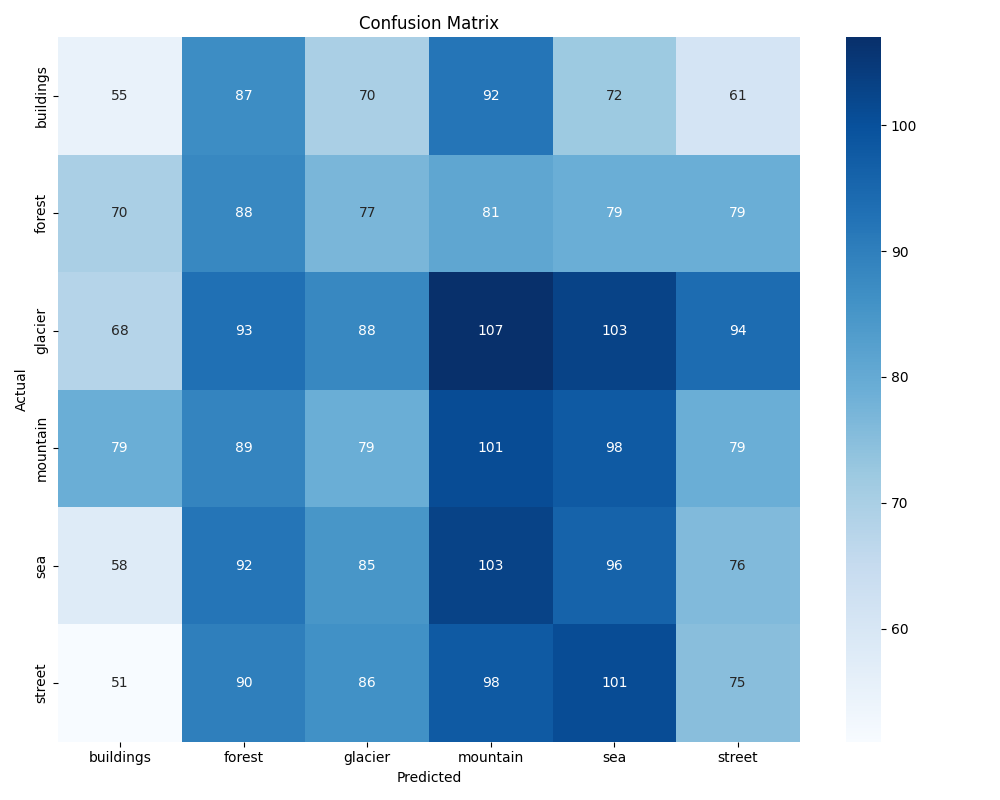 Confusion Matrix
buildings 55 87 70 92 72 61
forest 70 88 77 81 79 79
glacier 68 93 88 107 103 94
mountain 79 89 79 101 98 79
sea 58 92 85 103 96 76
street 51 90 86 98 101 75
Actual
buildings forest glacier mountain sea street
Predicted
100
90
80
70
60